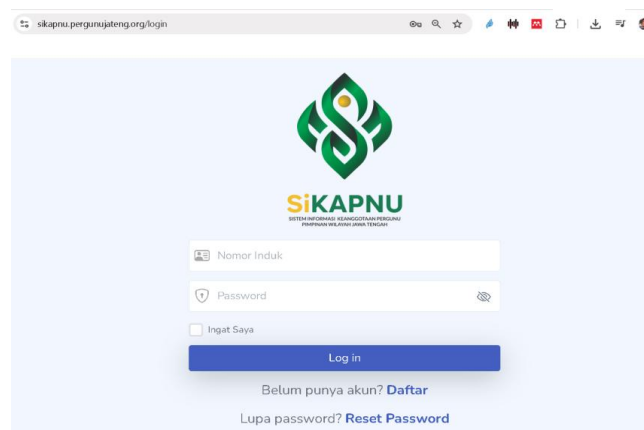 sikapnu.pergunujateng.org/login
SiKAPNU
SISTEM INFORMASI KEANGGOTAAN PERGUNU
PIMPINAN WILAYAH JAWA TENGAH
Nomor Induk
Password
Ingat Saya
Log in
Belum punya akun? Daftar
Lupa password? Reset Password